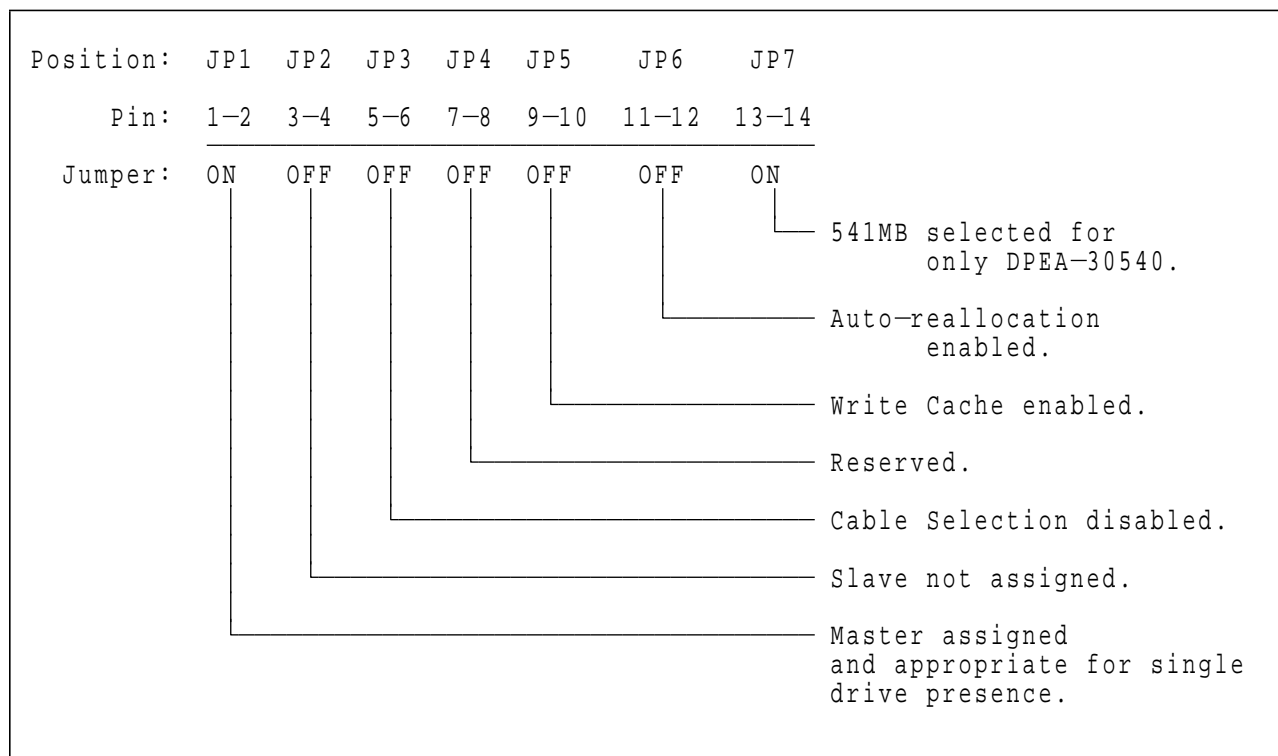 Position: JP1 JP2 JP3 JP4 JP5 JP6 JP7
Pin: 1—2 3—4 5—6 7—8 9—10 11—12 13—14
Jumper: ON OFF OFF OFF OFF OFF ON
541MB selected for
only DPEA—30540.
Auto—reallocation
enabled.
Write Cache enabled.
Reserved.
Cable Selection disabled.
Slave not assigned.
Master assigned
and appropriate for single
drive presence.